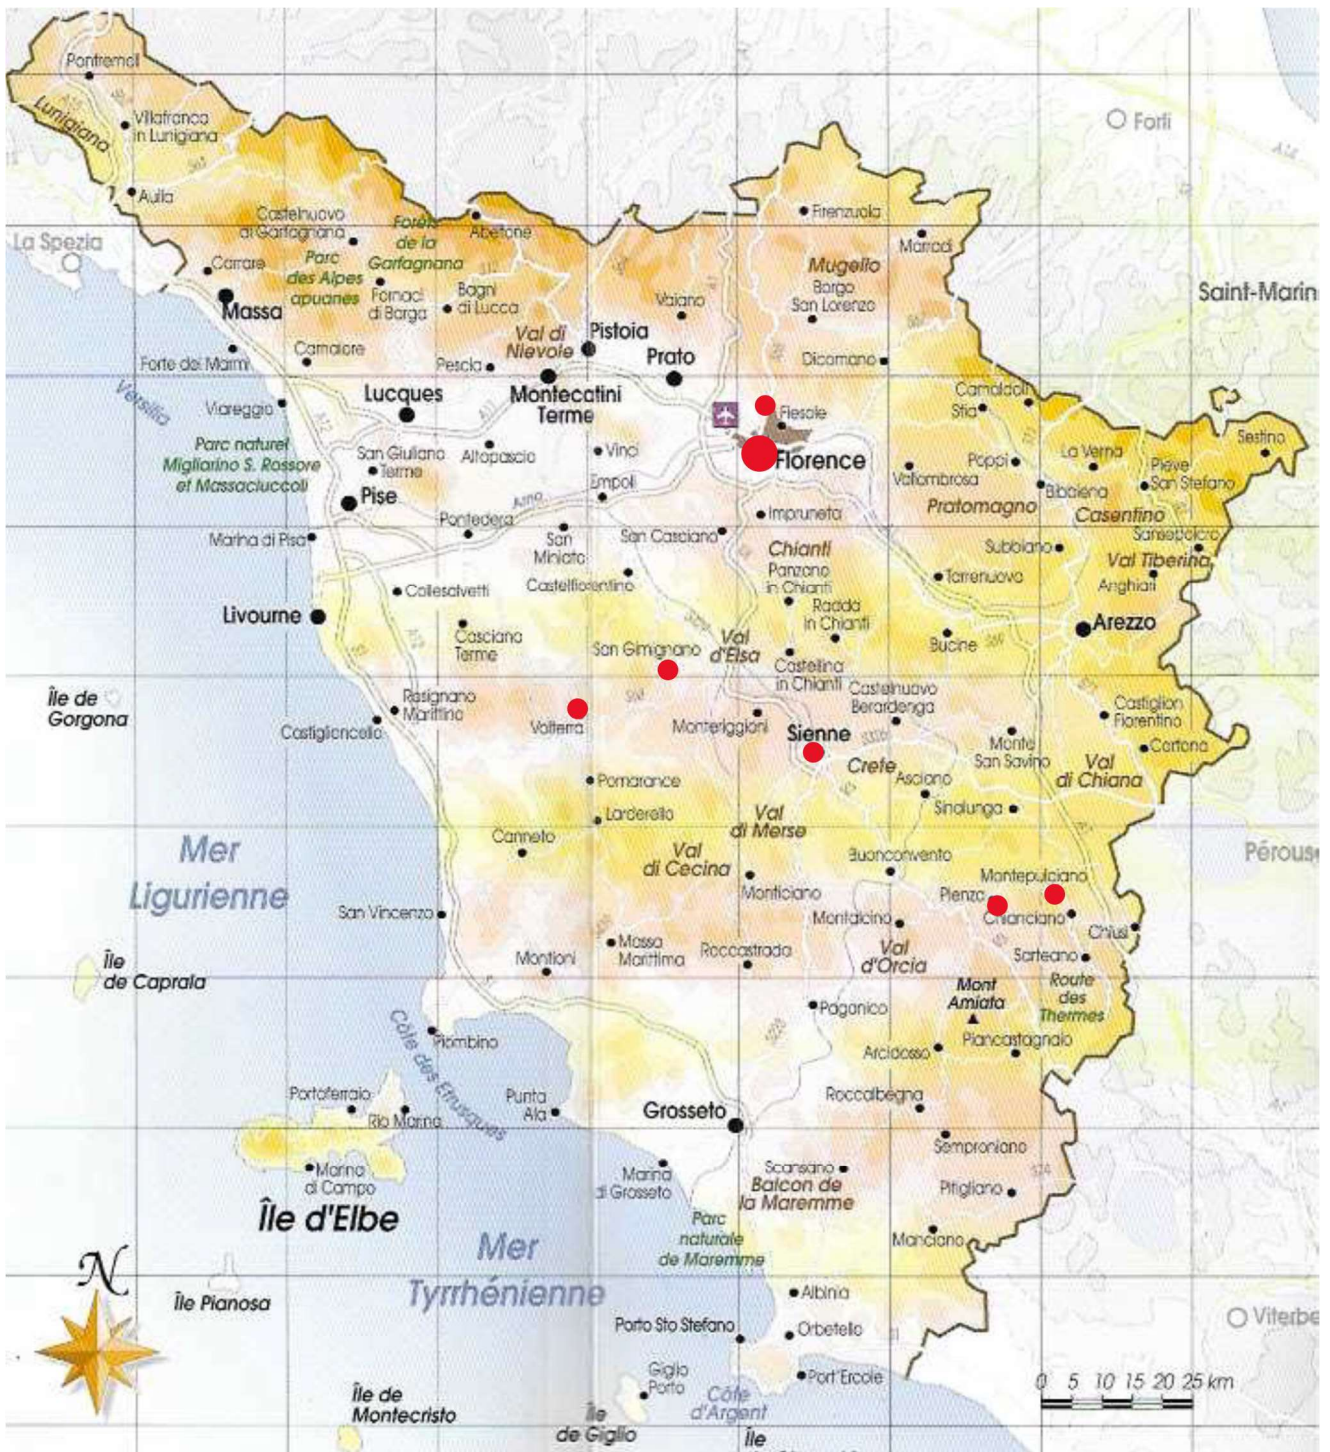 Pontremoli
Lunigiana
Villafranca
in Lunigiana
Aulla
La Spezia
Castelnuovo
di Garfagnana
Forêts
de la
Garfagnana
Abetone
Firenzuola
Marradi
Forli
Carrare
Parc
des Alpes
apuanes
Fornaci
di Barga
Bagni
di Lucca
Vaiano
Mugello
Borgo
San Lorenzo
Saint-Marin
Massa
Val di
Nievole
Pistoia
Prato
Dicomano
Forte dei Marmi
Camaiore
Pescia
Montecatini
Terme
Camaldoli
Stia
Versilia
Viareggio
Lucques
Fiesole
Florence
Parc naturel
Migliarino S. Rossore
et Massaciuccoli
San Giuliano
Terme
Altopascio
Vinci
Empoli
Vallombrosa
Poppi
La Verna
Pieve
San Stefano
Sestino
Pise
Arno
Impruneta
Pratomagno
Bibbiena
Casentino
Marina di Pisa
Pontedera
San
Miniato
San Casciano
Chianti
Panzano
in Chianti
Subbiano
Sansepolcro
Val Tiberina
Anghiari
Collesalvetti
Castelfiorentino
Radda
in Chianti
Terrenuova
Livourne
Casciana
Terme
San Gimignano
Val
d'Elsa
Castellina
in Chianti
Bucine
Arezzo
Île de
Gorgona
Rosignano
Marittimo
Castiglioncello
Volterra
Monteriggioni
Castelnuovo
Berardenga
Sienne
Castiglion
Fiorentino
Monte
San Savino
Cortona
Val
di Chiana
Crete
Asciano
Sinalunga
Pomarance
Larderello
Canneto
Val
di Merse
Val
di Cecina
Mer
Ligurienne
Monticiano
Buonconvento
Montepulciano
Pienza
Chianciano
Pérous
San Vincenzo
Montalcino
Chiusi
Île
de Caprala
Montioni
Massa
Marittima
Roccastrada
Val
d'Orcia
Sarteano
Mont
Amiata
Route
des
Thermes
Paganico
Piombino
Côte des Etrusques
Arcidosso
Piancastagnaio
Portoferraio
Rio Marina
Punta
Ala
Grosseto
Roccalbegna
Semproniano
Marina
di Campo
Île d'Elbe
Marina
di Grosseto
Scansano
Balcon de
la Maremme
Pitigliano
Parc
naturale
de Maremme
Manciano
N
Mer
Tyrrhénienne
Île Pianosa
Albinia
Porto Sto Stefano
Orbetello
Viterbe
Giglio
Porto
Port'Ercole
Île de
Montecristo
Île
de Giglio
Côte
d'Argent
Île
0 5 10 15 20 25 km